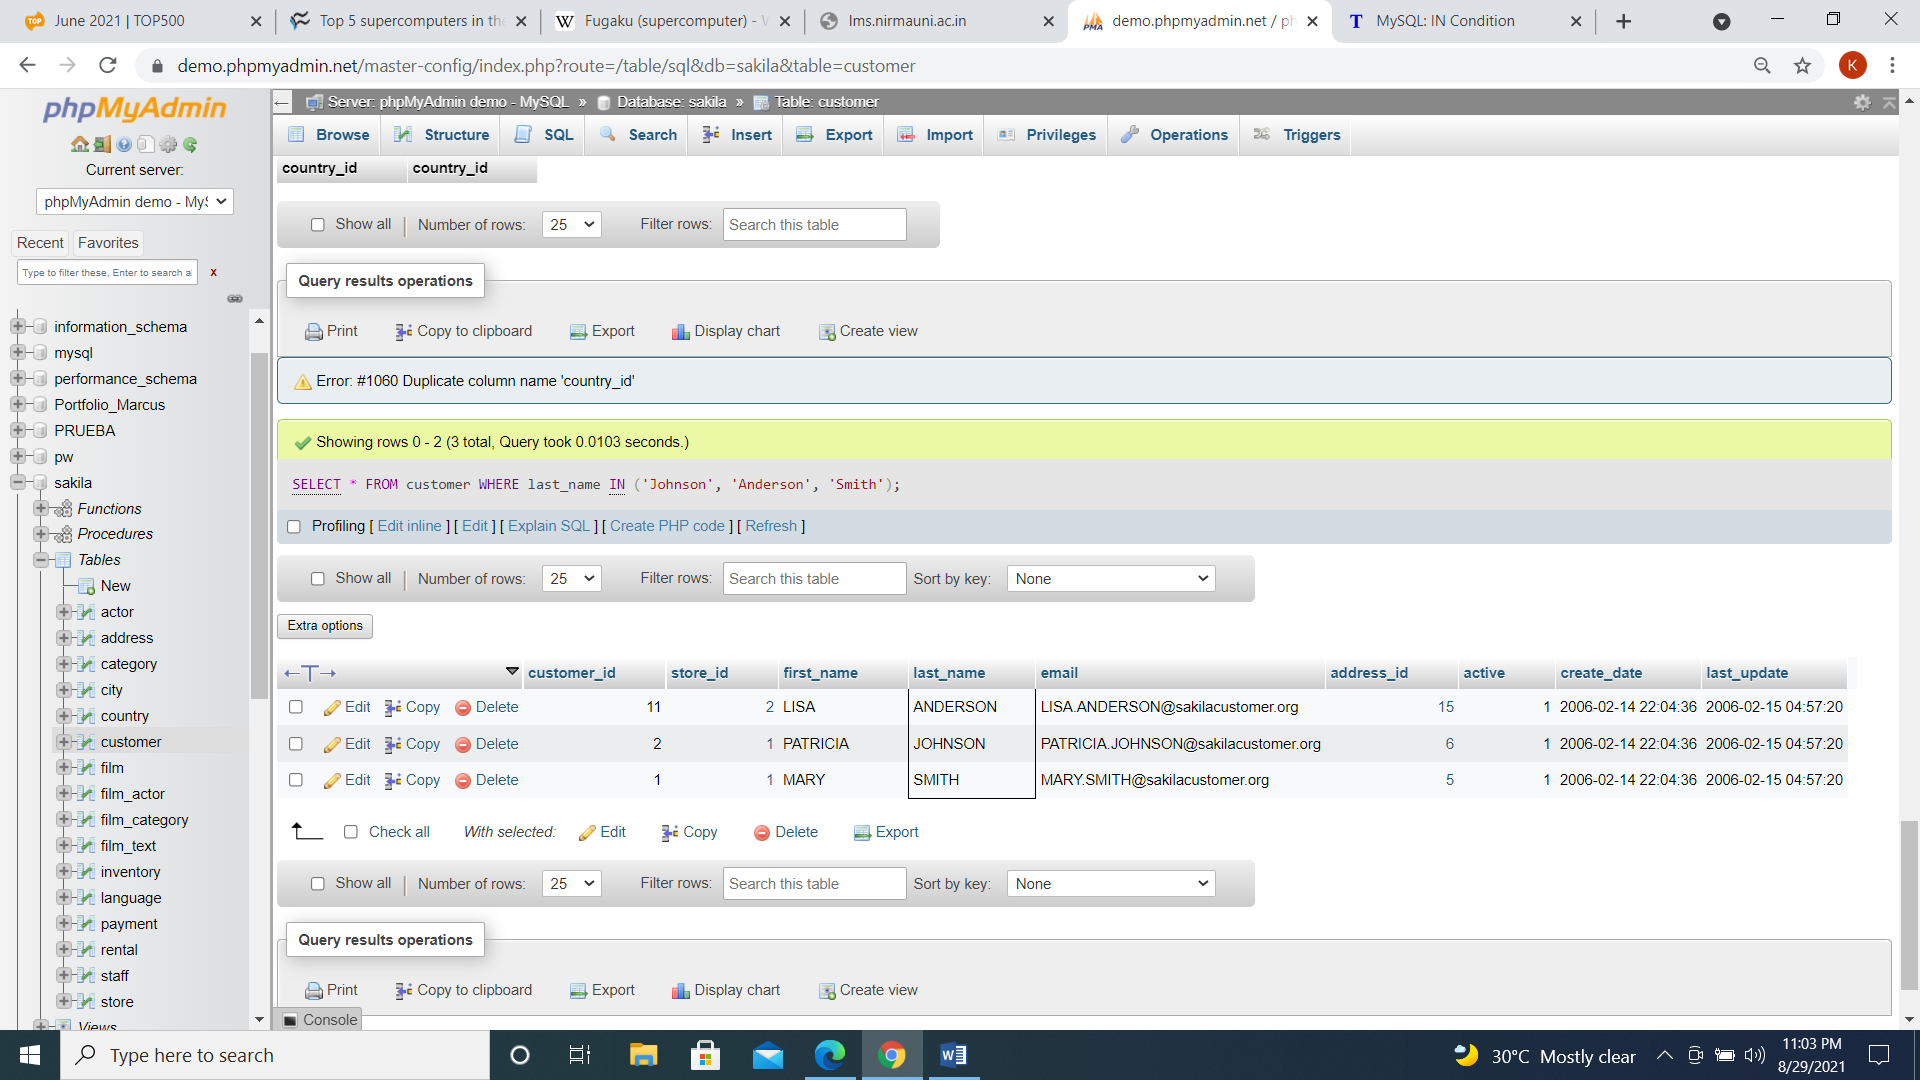 June 2021 | TOP500
Top 5 supercomputers in the
Fugaku (supercomputer) - W
lms.nirmauni.ac.in
demo.phpmyadmin.net / ph
MySQL: IN Condition
demo.phpmyadmin.net/master-config/index.php?route=/table/sql&db=sakila&table=customer
K
phpMyAdmin
Current server:
phpMyAdmin demo - MyS
Recent Favorites
Type to filter these, Enter to search a
x
information_schema
mysql
performance_schema
Portfolio_Marcus
PRUEBA
pw
sakila
Functions
Procedures
Tables
New
actor
address
category
city
country
customer
film
film_actor
film_category
film_text
inventory
language
payment
rental
staff
store
Views
Server: phpMyAdmin demo - MySQL » Database: sakila » Table: customer
Browse Structure SQL Search Insert Export Import Privileges Operations Triggers
country_id country_id
Show all | Number of rows: 25 Filter rows: Search this table
Query results operations
Print Copy to clipboard Export Display chart Create view
Error: #1060 Duplicate column name 'country_id'
Showing rows 0 - 2 (3 total, Query took 0.0103 seconds.)
SELECT * FROM customer WHERE last_name IN ('Johnson', 'Anderson', 'Smith');
Profiling [ Edit inline ] [ Edit ] [ Explain SQL ] [ Create PHP code ] [ Refresh ]
Show all | Number of rows: 25 Filter rows: Search this table Sort by key: None
Extra options
←T→ customer_id store_id first_name last_name email address_id active create_date last_update
Edit Copy Delete 11 2 LISA ANDERSON LISA.ANDERSON@sakilacustomer.org 15 1 2006-02-14 22:04:36 2006-02-15 04:57:20
Edit Copy Delete 2 1 PATRICIA JOHNSON PATRICIA.JOHNSON@sakilacustomer.org 6 1 2006-02-14 22:04:36 2006-02-15 04:57:20
Edit Copy Delete 1 1 MARY SMITH MARY.SMITH@sakilacustomer.org 5 1 2006-02-14 22:04:36 2006-02-15 04:57:20
Check all With selected: Edit Copy Delete Export
Show all | Number of rows: 25 Filter rows: Search this table Sort by key: None
Query results operations
Print Copy to clipboard Export Display chart Create view
Console
Type here to search
30°C Mostly clear
11:03 PM
8/29/2021